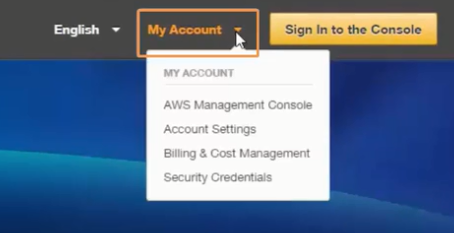 English
My Account
Sign In to the Console
MY ACCOUNT
AWS Management Console
Account Settings
Billing & Cost Management
Security Credentials